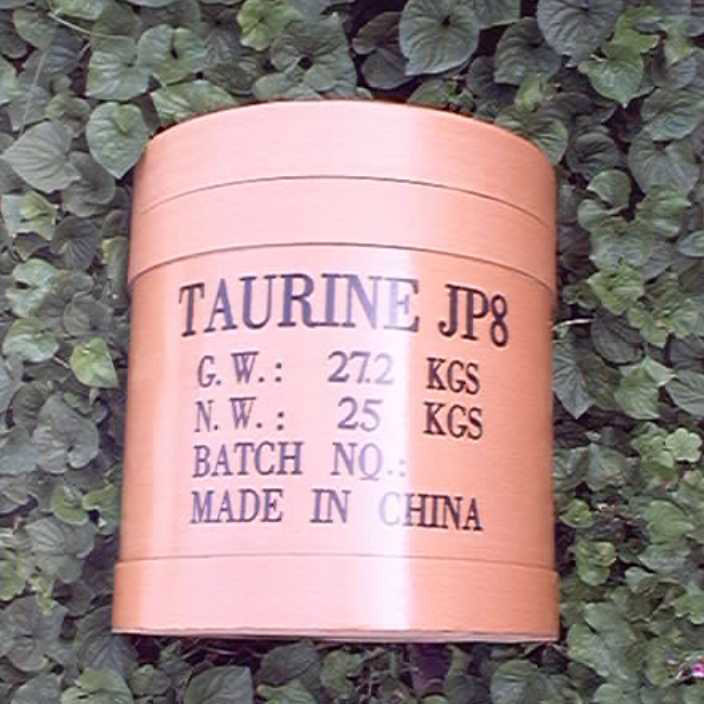 TAURINE JP8
G.W.: 27.2 KGS
N.W.: 25 KGS
BATCH NO.:
MADE IN CHINA